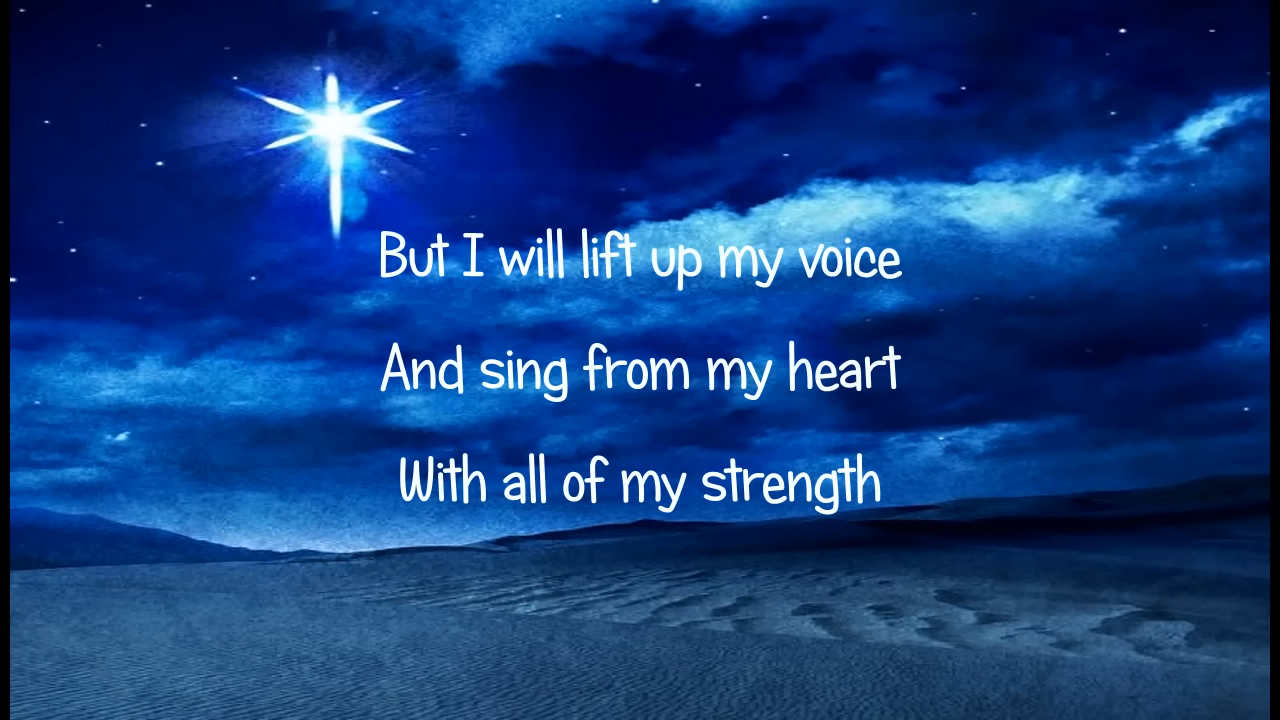 But I will lift up my voice
And sing from my heart
With all of my strength